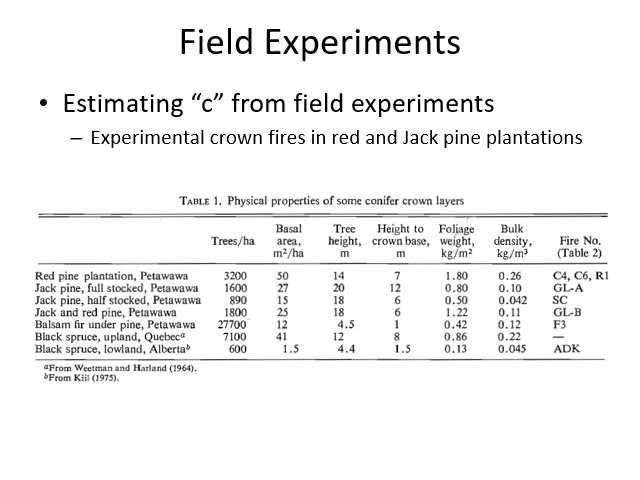 Field Experiments
• Estimating “c” from field experiments
– Experimental crown fires in red and Jack pine plantations
TABLE 1. Physical properties of some conifer crown layers
Trees/ha Basal area, m²/ha Tree height, m Height to crown base, m Foliage weight, kg/m² Bulk density, kg/m³ Fire No. (Table 2)
Red pine plantation, Petawawa 3200 50 14 7 1.80 0.26 C4, C6, R1
Jack pine, full stocked, Petawawa 1600 27 20 12 0.80 0.10 GL-A
Jack pine, half stocked, Petawawa 890 15 18 6 0.50 0.042 SC
Jack and red pine, Petawawa 1800 25 18 6 1.22 0.11 GL-B
Balsam fir under pine, Petawawa 27700 12 4.5 1 0.42 0.12 F3
Black spruce, upland, Quebecᵃ 7100 41 12 8 0.86 0.22 —
Black spruce, lowland, Albertaᵇ 600 1.5 4.4 1.5 0.13 0.045 ADK
ᵃFrom Weetman and Harland (1964).
ᵇFrom Kiil (1975).